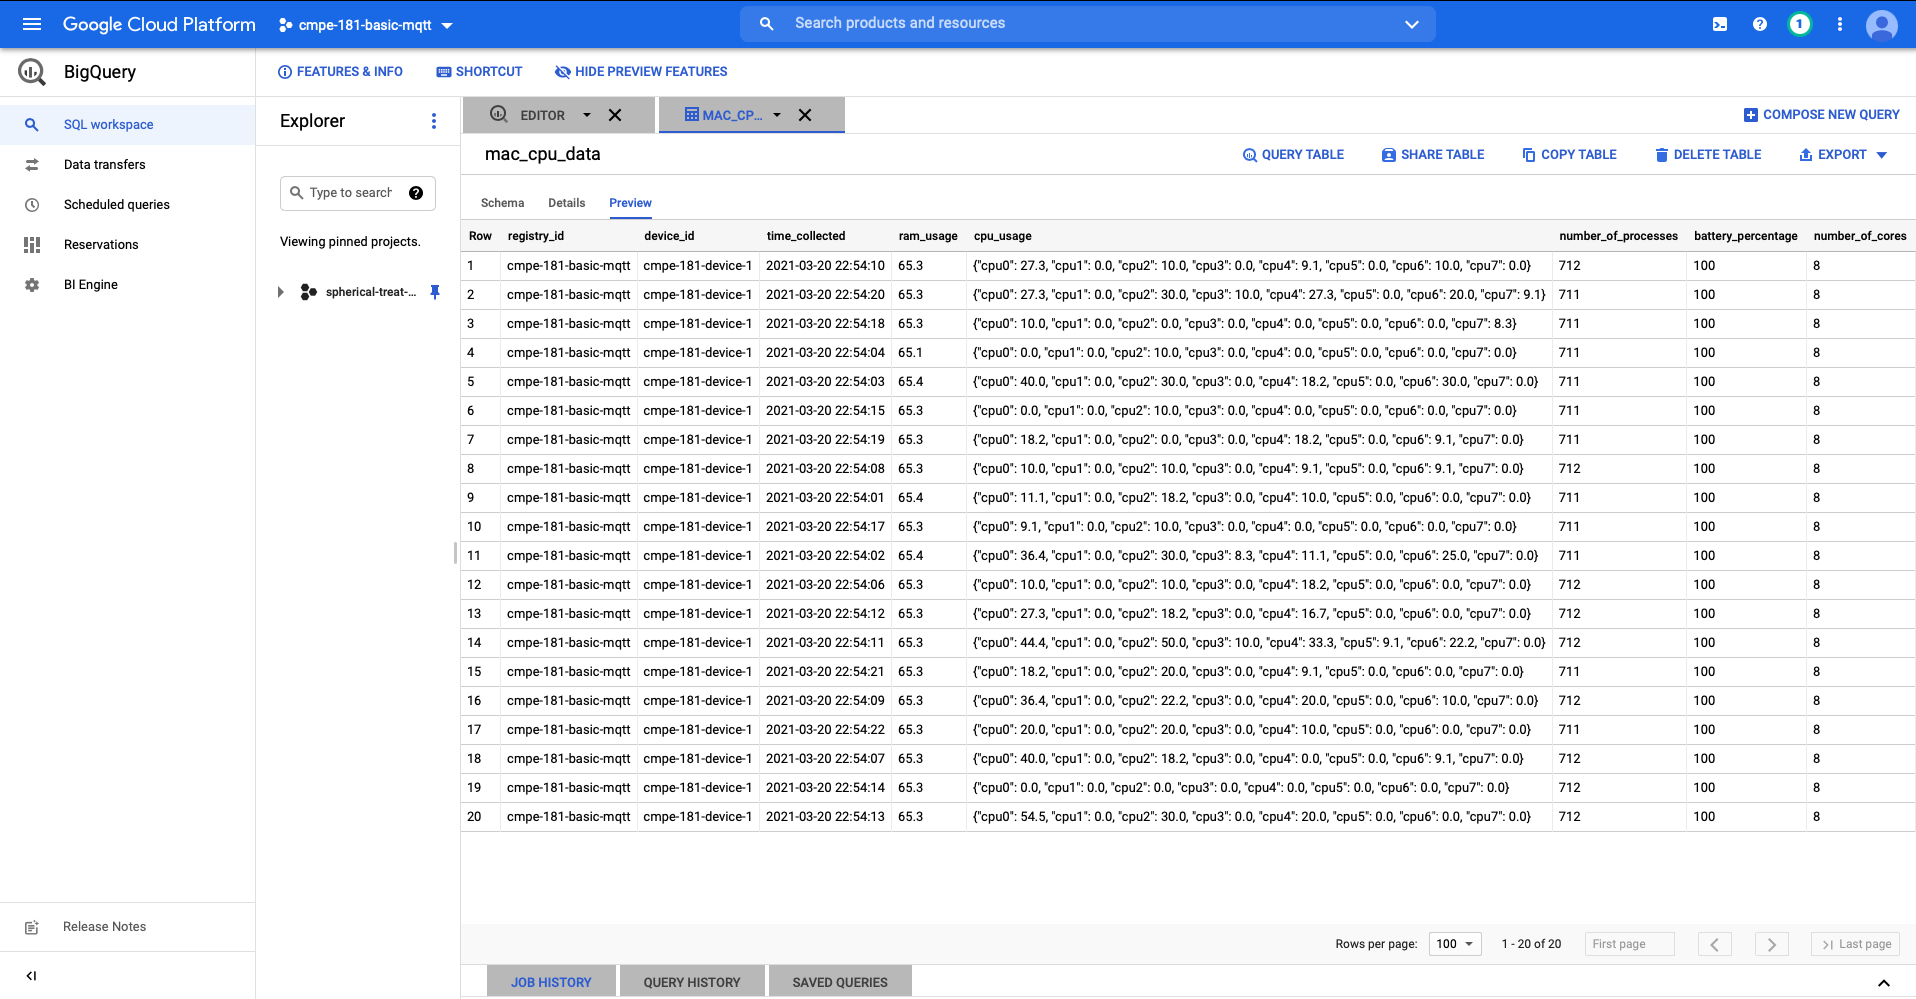 Google Cloud Platform cmpe-181-basic-mqtt Search products and resources 1
BigQuery FEATURES & INFO SHORTCUT HIDE PREVIEW FEATURES
SQL workspace
Data transfers
Scheduled queries
Reservations
BI Engine
Release Notes
Explorer
Type to search
Viewing pinned projects.
spherical-treat-...
EDITOR MAC_CP... COMPOSE NEW QUERY
mac_cpu_data QUERY TABLE SHARE TABLE COPY TABLE DELETE TABLE EXPORT
Schema Details Preview
Row registry_id device_id time_collected ram_usage cpu_usage number_of_processes battery_percentage number_of_cores
1 cmpe-181-basic-mqtt cmpe-181-device-1 2021-03-20 22:54:10 65.3 {"cpu0": 27.3, "cpu1": 0.0, "cpu2": 10.0, "cpu3": 0.0, "cpu4": 9.1, "cpu5": 0.0, "cpu6": 10.0, "cpu7": 0.0} 712 100 8
2 cmpe-181-basic-mqtt cmpe-181-device-1 2021-03-20 22:54:20 65.3 {"cpu0": 27.3, "cpu1": 0.0, "cpu2": 30.0, "cpu3": 10.0, "cpu4": 27.3, "cpu5": 0.0, "cpu6": 20.0, "cpu7": 9.1} 711 100 8
3 cmpe-181-basic-mqtt cmpe-181-device-1 2021-03-20 22:54:18 65.3 {"cpu0": 10.0, "cpu1": 0.0, "cpu2": 0.0, "cpu3": 0.0, "cpu4": 0.0, "cpu5": 0.0, "cpu6": 0.0, "cpu7": 8.3} 711 100 8
4 cmpe-181-basic-mqtt cmpe-181-device-1 2021-03-20 22:54:04 65.1 {"cpu0": 0.0, "cpu1": 0.0, "cpu2": 10.0, "cpu3": 0.0, "cpu4": 0.0, "cpu5": 0.0, "cpu6": 0.0, "cpu7": 0.0} 711 100 8
5 cmpe-181-basic-mqtt cmpe-181-device-1 2021-03-20 22:54:03 65.4 {"cpu0": 40.0, "cpu1": 0.0, "cpu2": 30.0, "cpu3": 0.0, "cpu4": 18.2, "cpu5": 0.0, "cpu6": 30.0, "cpu7": 0.0} 711 100 8
6 cmpe-181-basic-mqtt cmpe-181-device-1 2021-03-20 22:54:15 65.3 {"cpu0": 0.0, "cpu1": 0.0, "cpu2": 10.0, "cpu3": 0.0, "cpu4": 0.0, "cpu5": 0.0, "cpu6": 0.0, "cpu7": 0.0} 711 100 8
7 cmpe-181-basic-mqtt cmpe-181-device-1 2021-03-20 22:54:19 65.3 {"cpu0": 18.2, "cpu1": 0.0, "cpu2": 0.0, "cpu3": 0.0, "cpu4": 18.2, "cpu5": 0.0, "cpu6": 9.1, "cpu7": 0.0} 711 100 8
8 cmpe-181-basic-mqtt cmpe-181-device-1 2021-03-20 22:54:08 65.3 {"cpu0": 10.0, "cpu1": 0.0, "cpu2": 10.0, "cpu3": 0.0, "cpu4": 9.1, "cpu5": 0.0, "cpu6": 9.1, "cpu7": 0.0} 712 100 8
9 cmpe-181-basic-mqtt cmpe-181-device-1 2021-03-20 22:54:01 65.4 {"cpu0": 11.1, "cpu1": 0.0, "cpu2": 18.2, "cpu3": 0.0, "cpu4": 10.0, "cpu5": 0.0, "cpu6": 0.0, "cpu7": 0.0} 711 100 8
10 cmpe-181-basic-mqtt cmpe-181-device-1 2021-03-20 22:54:17 65.3 {"cpu0": 9.1, "cpu1": 0.0, "cpu2": 10.0, "cpu3": 0.0, "cpu4": 0.0, "cpu5": 0.0, "cpu6": 0.0, "cpu7": 0.0} 711 100 8
11 cmpe-181-basic-mqtt cmpe-181-device-1 2021-03-20 22:54:02 65.4 {"cpu0": 36.4, "cpu1": 0.0, "cpu2": 30.0, "cpu3": 8.3, "cpu4": 11.1, "cpu5": 0.0, "cpu6": 25.0, "cpu7": 0.0} 711 100 8
12 cmpe-181-basic-mqtt cmpe-181-device-1 2021-03-20 22:54:06 65.3 {"cpu0": 10.0, "cpu1": 0.0, "cpu2": 10.0, "cpu3": 0.0, "cpu4": 18.2, "cpu5": 0.0, "cpu6": 0.0, "cpu7": 0.0} 712 100 8
13 cmpe-181-basic-mqtt cmpe-181-device-1 2021-03-20 22:54:12 65.3 {"cpu0": 27.3, "cpu1": 0.0, "cpu2": 18.2, "cpu3": 0.0, "cpu4": 16.7, "cpu5": 0.0, "cpu6": 0.0, "cpu7": 0.0} 712 100 8
14 cmpe-181-basic-mqtt cmpe-181-device-1 2021-03-20 22:54:11 65.3 {"cpu0": 44.4, "cpu1": 0.0, "cpu2": 50.0, "cpu3": 10.0, "cpu4": 33.3, "cpu5": 9.1, "cpu6": 22.2, "cpu7": 0.0} 712 100 8
15 cmpe-181-basic-mqtt cmpe-181-device-1 2021-03-20 22:54:21 65.3 {"cpu0": 18.2, "cpu1": 0.0, "cpu2": 20.0, "cpu3": 0.0, "cpu4": 9.1, "cpu5": 0.0, "cpu6": 0.0, "cpu7": 0.0} 711 100 8
16 cmpe-181-basic-mqtt cmpe-181-device-1 2021-03-20 22:54:09 65.3 {"cpu0": 36.4, "cpu1": 0.0, "cpu2": 22.2, "cpu3": 0.0, "cpu4": 20.0, "cpu5": 0.0, "cpu6": 10.0, "cpu7": 0.0} 712 100 8
17 cmpe-181-basic-mqtt cmpe-181-device-1 2021-03-20 22:54:22 65.3 {"cpu0": 20.0, "cpu1": 0.0, "cpu2": 20.0, "cpu3": 0.0, "cpu4": 10.0, "cpu5": 0.0, "cpu6": 0.0, "cpu7": 0.0} 711 100 8
18 cmpe-181-basic-mqtt cmpe-181-device-1 2021-03-20 22:54:07 65.3 {"cpu0": 40.0, "cpu1": 0.0, "cpu2": 18.2, "cpu3": 0.0, "cpu4": 0.0, "cpu5": 0.0, "cpu6": 9.1, "cpu7": 0.0} 712 100 8
19 cmpe-181-basic-mqtt cmpe-181-device-1 2021-03-20 22:54:14 65.3 {"cpu0": 0.0, "cpu1": 0.0, "cpu2": 0.0, "cpu3": 0.0, "cpu4": 0.0, "cpu5": 0.0, "cpu6": 0.0, "cpu7": 0.0} 712 100 8
20 cmpe-181-basic-mqtt cmpe-181-device-1 2021-03-20 22:54:13 65.3 {"cpu0": 54.5, "cpu1": 0.0, "cpu2": 30.0, "cpu3": 0.0, "cpu4": 20.0, "cpu5": 0.0, "cpu6": 0.0, "cpu7": 0.0} 712 100 8
Rows per page: 100 1 - 20 of 20 First page Last page
JOB HISTORY QUERY HISTORY SAVED QUERIES